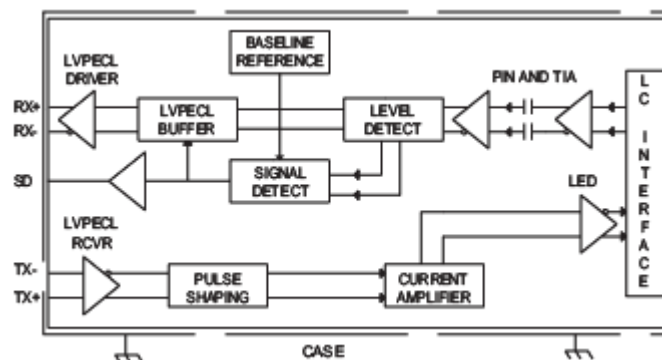 LVPECL
DRIVER
BASELINE
REFERENCE
PIN AND TIA
RX+
RX-
LVPECL
BUFFER
LEVEL
DETECT
LC INTERFACE
SD
SIGNAL
DETECT
LED
LVPECL
RCVR
TX-
TX+
PULSE
SHAPING
CURRENT
AMPLIFIER
CASE